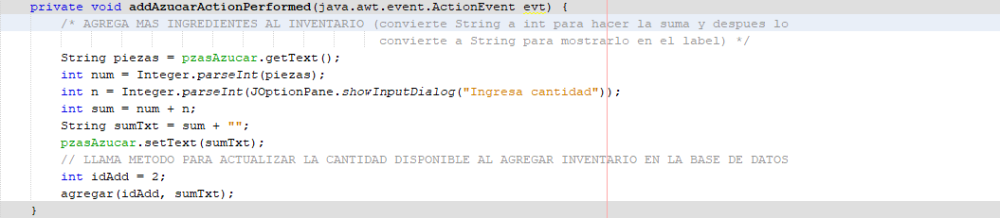 private void addAzucarActionPerformed(java.awt.event.ActionEvent evt) {
/* AGREGA MAS INGREDIENTES AL INVENTARIO (convierte String a int para hacer la suma y despues lo
convierte a String para mostrarlo en el label) */
String piezas = pzasAzucar.getText();
int num = Integer.parseInt(piezas);
int n = Integer.parseInt(JOptionPane.showInputDialog("Ingresa cantidad"));
int sum = num + n;
String sumTxt = sum + "";
pzasAzucar.setText(sumTxt);
// LLAMA METODO PARA ACTUALIZAR LA CANTIDAD DISPONIBLE AL AGREGAR INVENTARIO EN LA BASE DE DATOS
int idAdd = 2;
agregar(idAdd, sumTxt);
}